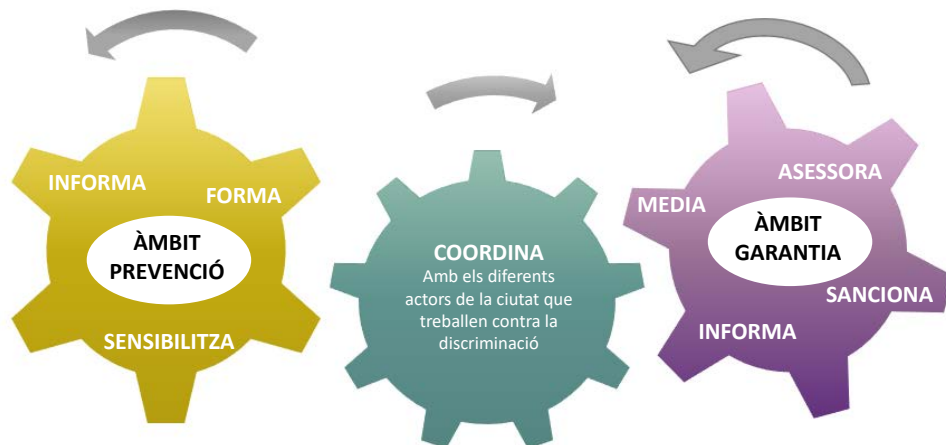 INFORMA
FORMA
ÀMBIT
PREVENCIÓ
SENSIBILITZA
COORDINA
Amb els diferents
actors de la ciutat que
treballen contra la
discriminació
ASESSORA
MEDIA
ÀMBIT
GARANTIA
SANCIONA
INFORMA